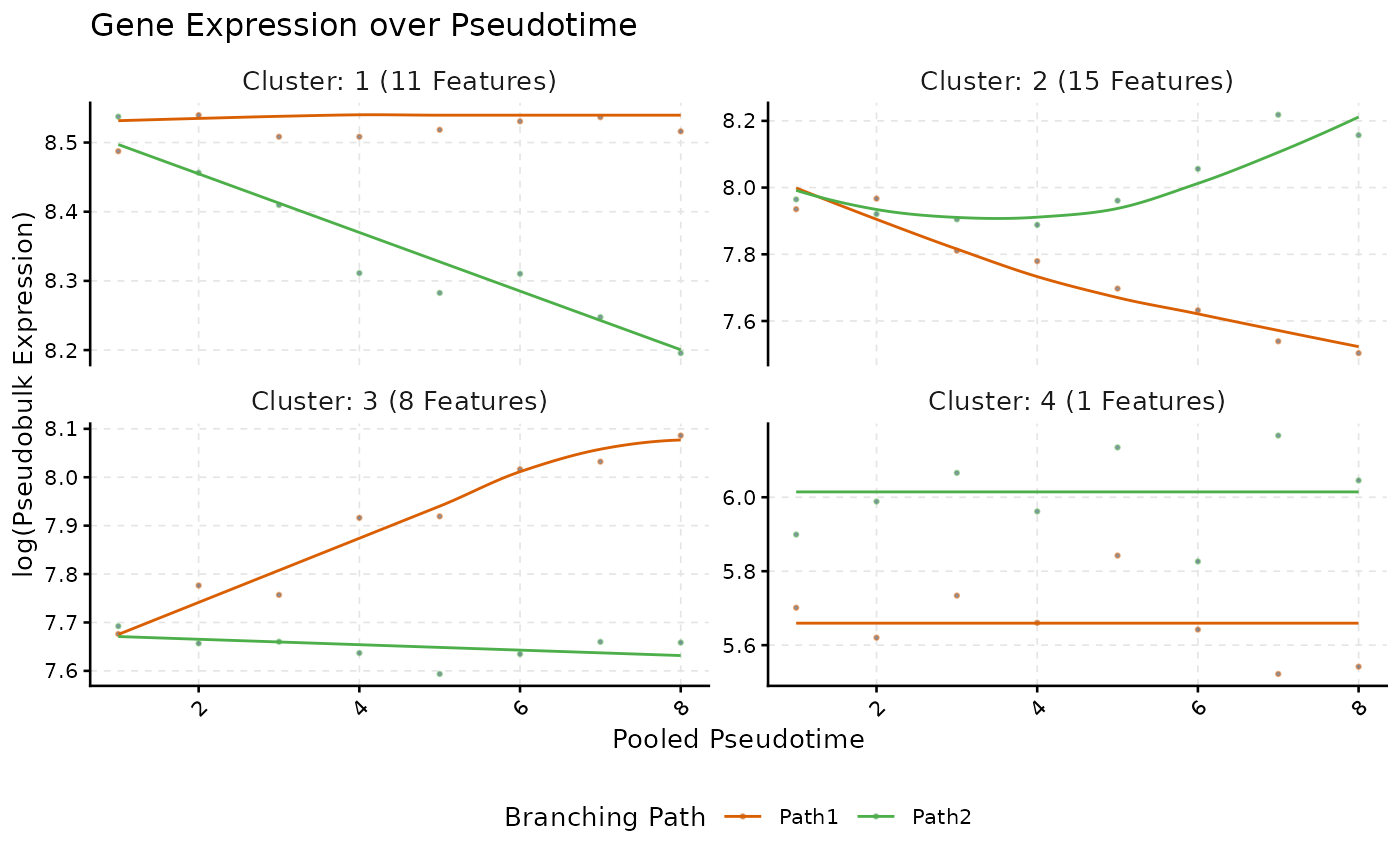 Gene Expression over Pseudotime
Cluster: 1 (11 Features)
8.5
8.4
8.3
8.2
Cluster: 2 (15 Features)
8.2
8.0
7.8
7.6
log(Pseudobulk Expression)
Cluster: 3 (8 Features)
8.1
8.0
7.9
7.8
7.7
7.6
2 4 6 8
Cluster: 4 (1 Features)
6.0
5.8
5.6
2 4 6 8
Pooled Pseudotime
Branching Path Path1 Path2